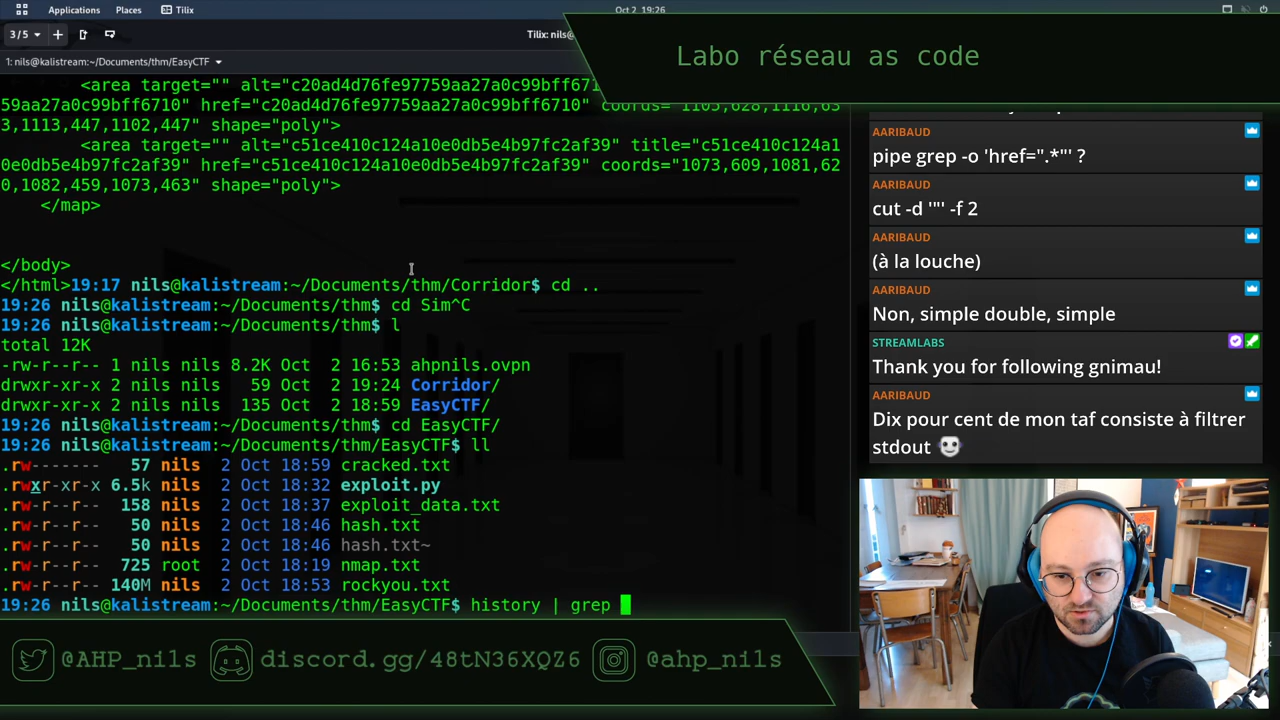 Applications Places Tilix
Oct 2 19:26
3/5
Tilix: nils@
1: nils@kalistream:~/Documents/thm/EasyCTF
Labo réseau as code
<area target="" alt="c20ad4d76fe97759aa27a0c99bff671
59aa27a0c99bff6710" href="c20ad4d76fe97759aa27a0c99bff6710" coords="1105,628,1116,63
3,1113,447,1102,447" shape="poly">
<area target="" alt="c51ce410c124a10e0db5e4b97fc2af39" title="c51ce410c124a1
0e0db5e4b97fc2af39" href="c51ce410c124a10e0db5e4b97fc2af39" coords="1073,609,1081,62
0,1082,459,1073,463" shape="poly">
</map>
</body>
</html>19:17 nils@kalistream:~/Documents/thm/Corridor$ cd ..
19:26 nils@kalistream:~/Documents/thm$ cd Sim^C
19:26 nils@kalistream:~/Documents/thm$ l
total 12K
-rw-r--r-- 1 nils nils 8.2K Oct  2 16:53 ahpnils.ovpn
drwxr-xr-x 2 nils nils   59 Oct  2 19:24 Corridor/
drwxr-xr-x 2 nils nils  135 Oct  2 18:59 EasyCTF/
19:26 nils@kalistream:~/Documents/thm$ cd EasyCTF/
19:26 nils@kalistream:~/Documents/thm/EasyCTF$ ll
.rw-------   57 nils  2 Oct 18:59 cracked.txt
.rwxr-xr-x 6.5k nils  2 Oct 18:32 exploit.py
.rw-r--r--  158 nils  2 Oct 18:37 exploit_data.txt
.rw-r--r--   50 nils  2 Oct 18:46 hash.txt
.rw-r--r--   50 nils  2 Oct 18:46 hash.txt~
.rw-r--r--  725 root  2 Oct 18:19 nmap.txt
.rw-r--r-- 140M nils  2 Oct 18:53 rockyou.txt
19:26 nils@kalistream:~/Documents/thm/EasyCTF$ history | grep
AARIBAUD
pipe grep -o 'href=".*"' ?
AARIBAUD
cut -d '"' -f 2
AARIBAUD
(à la louche)
AARIBAUD
Non, simple double, simple
STREAMLABS
Thank you for following gnimau!
AARIBAUD
Dix pour cent de mon taf consiste à filtrer
stdout
@AHP_nils discord.gg/48tN36XQZ6 @ahp_nils